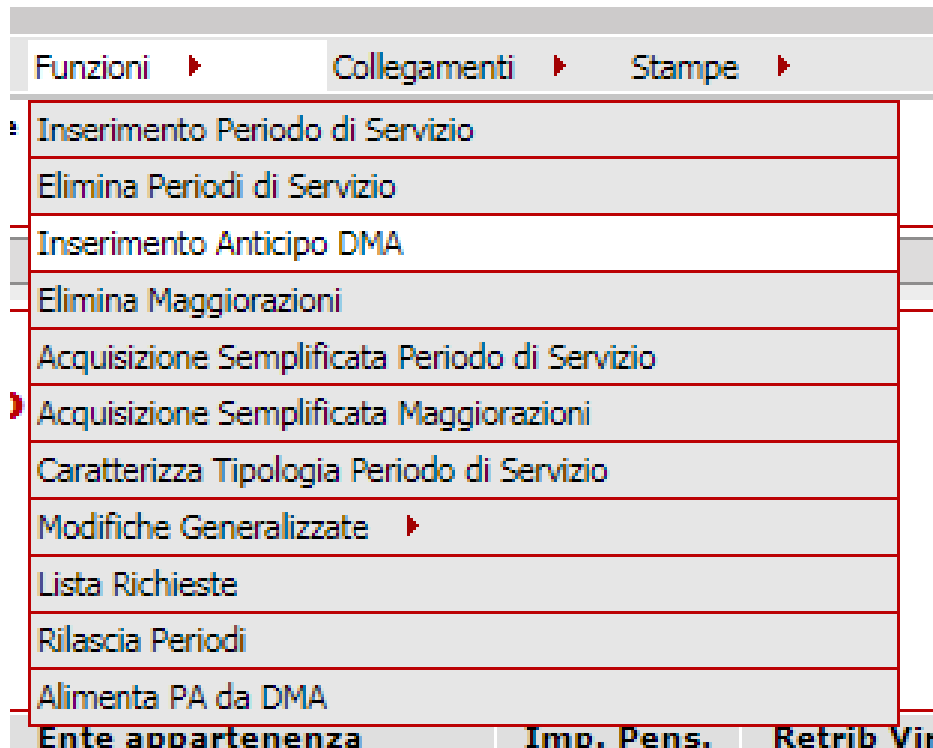 Funzioni Collegamenti Stampe
Inserimento Periodo di Servizio
Elimina Periodi di Servizio
Inserimento Anticipo DMA
Elimina Maggiorazioni
Acquisizione Semplificata Periodo di Servizio
Acquisizione Semplificata Maggiorazioni
Caratterizza Tipologia Periodo di Servizio
Modifiche Generalizzate
Lista Richieste
Rilascia Periodi
Alimenta PA da DMA
Ente appartenenza Imp. Pens. Retrib